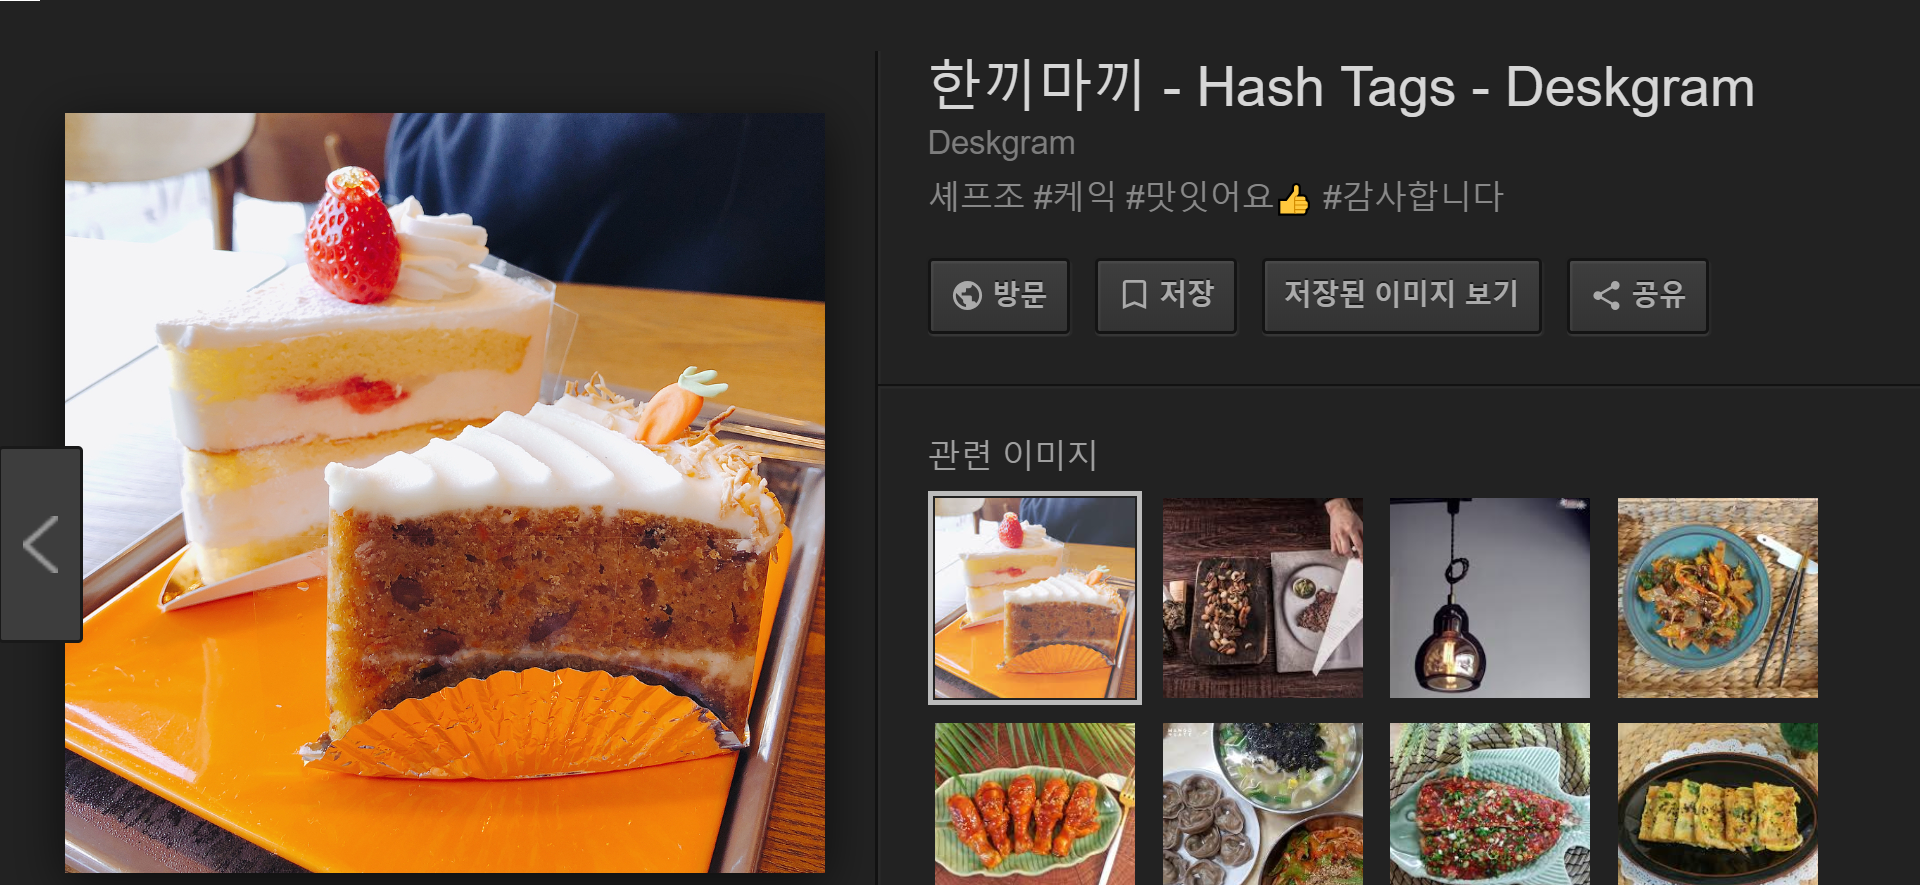 한끼마끼 - Hash Tags - Deskgram
Deskgram
셰프조 #케익 #맛잇어요👍 #감사합니다
방문
저장
저장된 이미지 보기
공유
관련 이미지